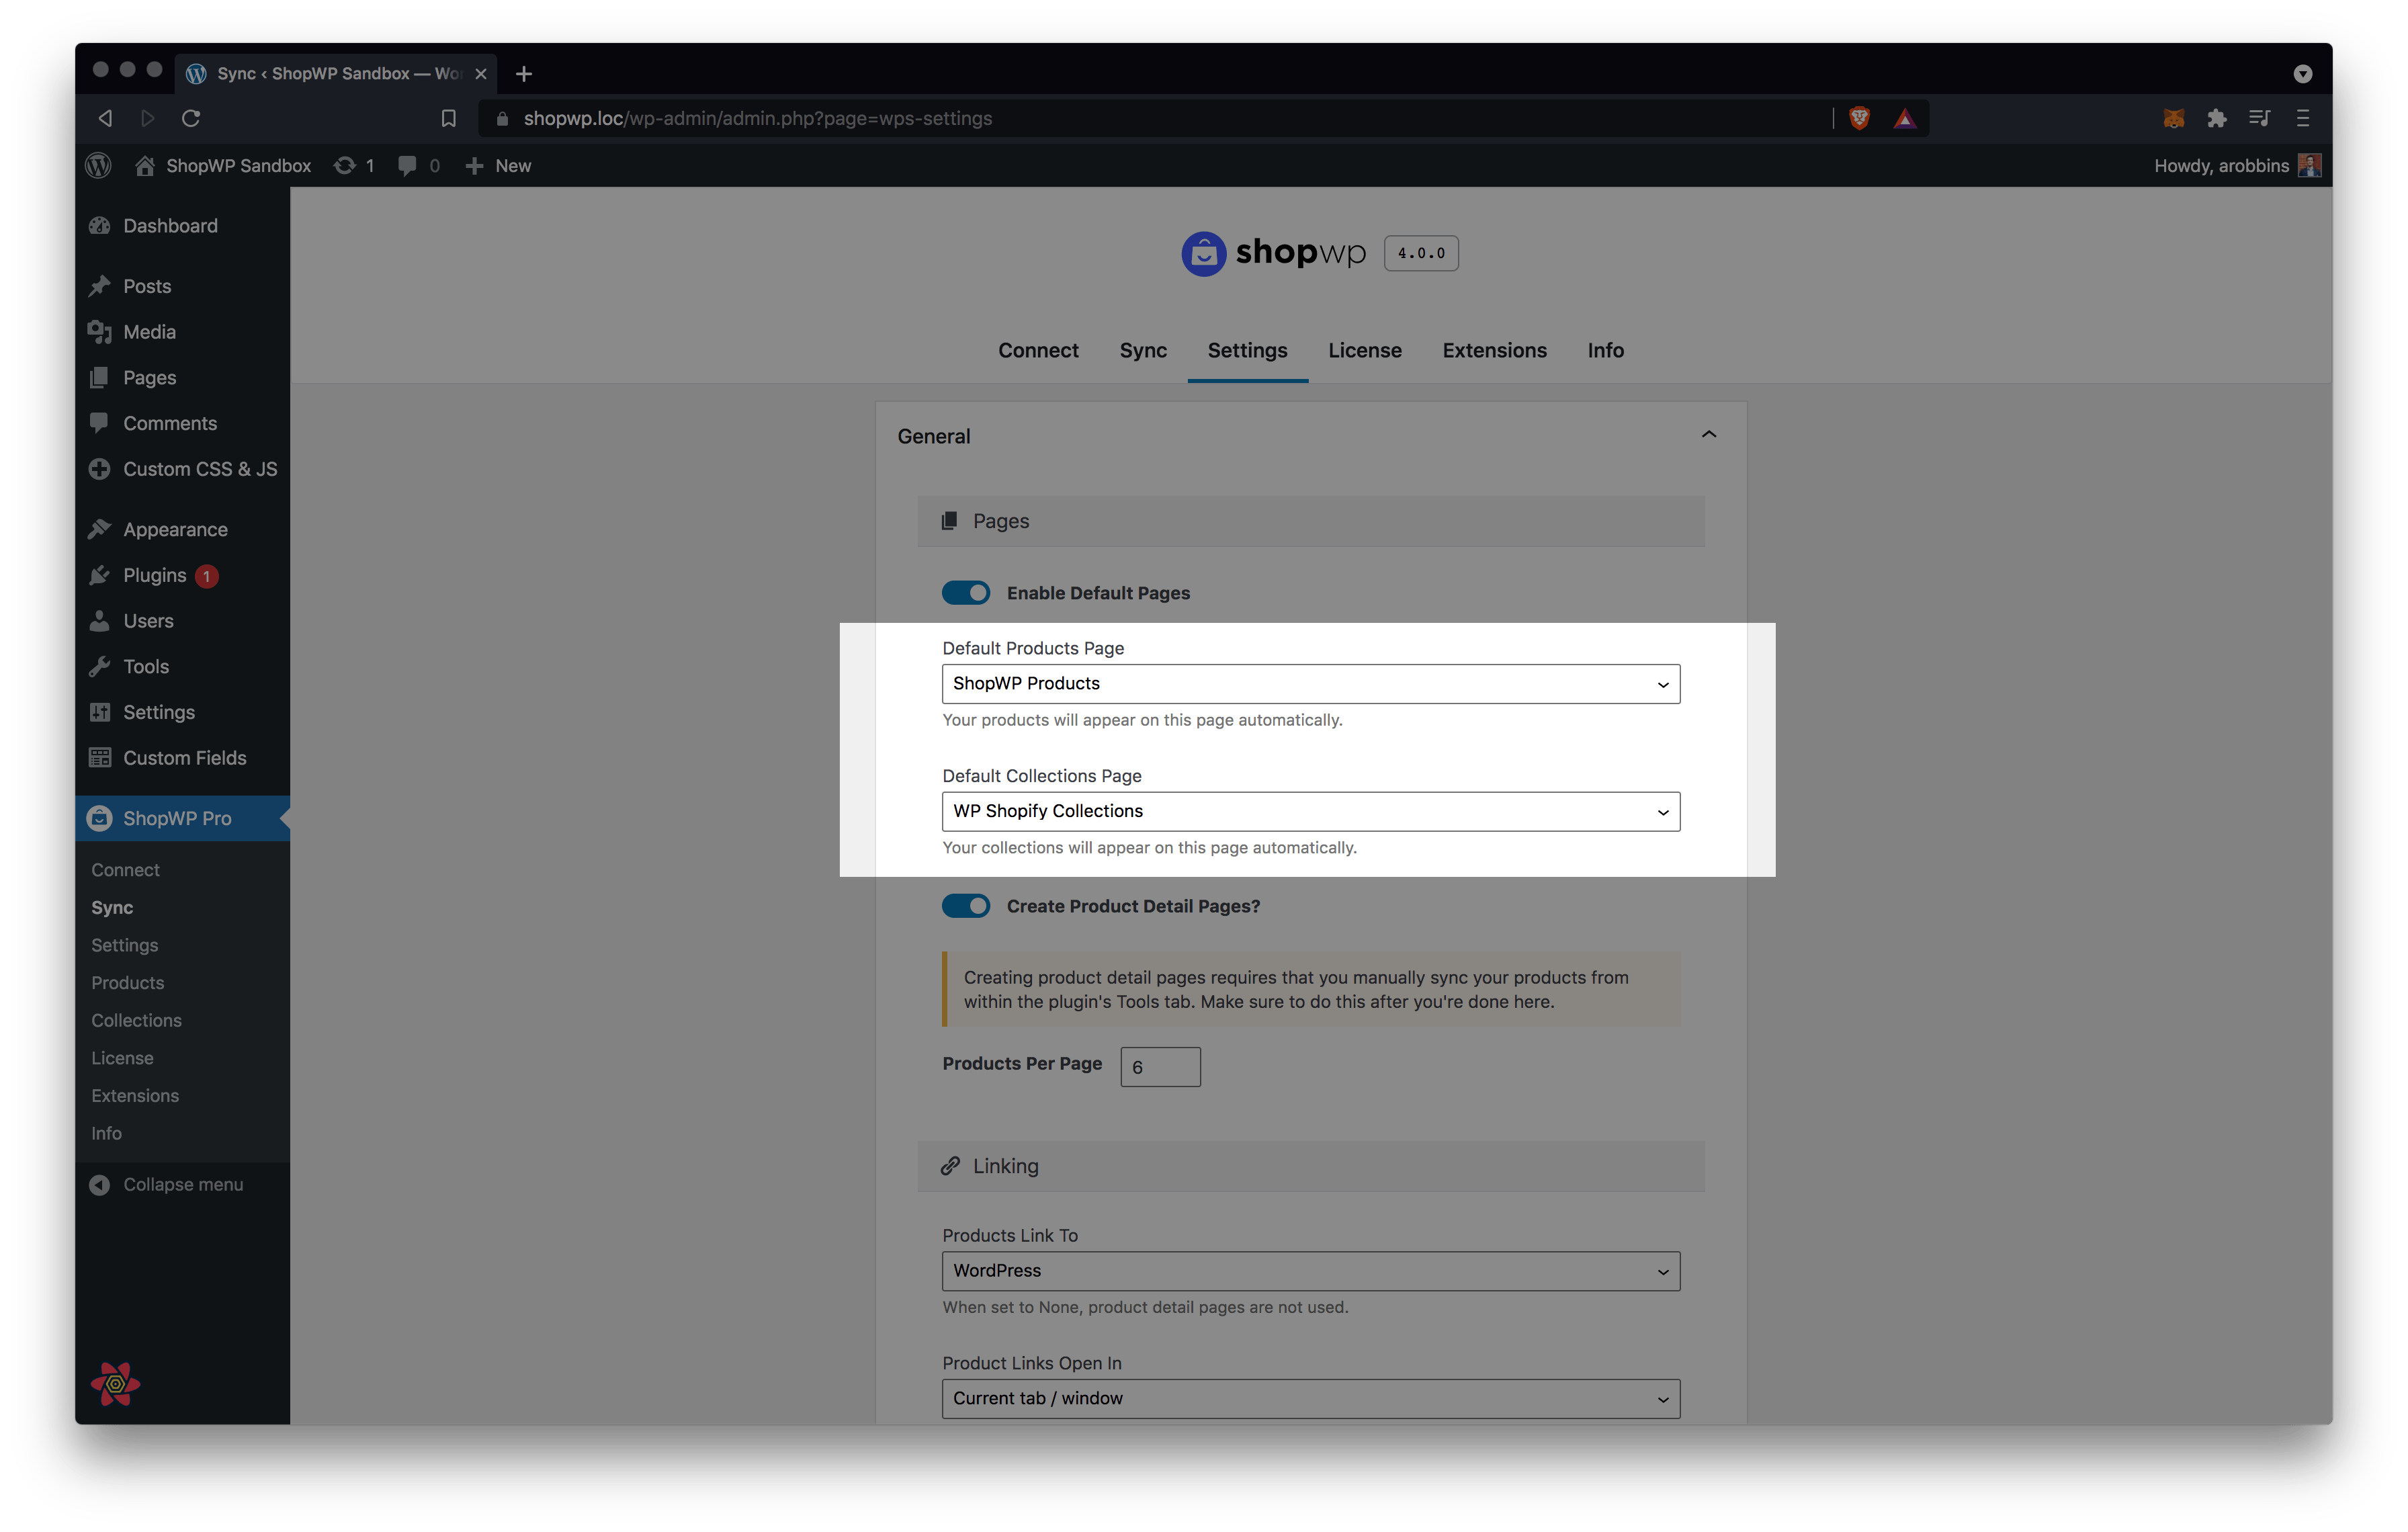 Sync ‹ ShopWP Sandbox — Wo
shopwp.loc/wp-admin/admin.php?page=wps-settings
ShopWP Sandbox 1 0 New
Howdy, arobbins
Dashboard
Posts
Media
Pages
Comments
Custom CSS & JS
Appearance
Plugins 1
Users
Tools
Settings
Custom Fields
ShopWP Pro
Connect
Sync
Settings
Products
Collections
License
Extensions
Info
Collapse menu
shopwp 4.0.0
Connect Sync Settings License Extensions Info
General
Pages
Enable Default Pages
Default Products Page
ShopWP Products
Your products will appear on this page automatically.
Default Collections Page
WP Shopify Collections
Your collections will appear on this page automatically.
Create Product Detail Pages?
Creating product detail pages requires that you manually sync your products from
within the plugin's Tools tab. Make sure to do this after you're done here.
Products Per Page 6
Linking
Products Link To
WordPress
When set to None, product detail pages are not used.
Product Links Open In
Current tab / window